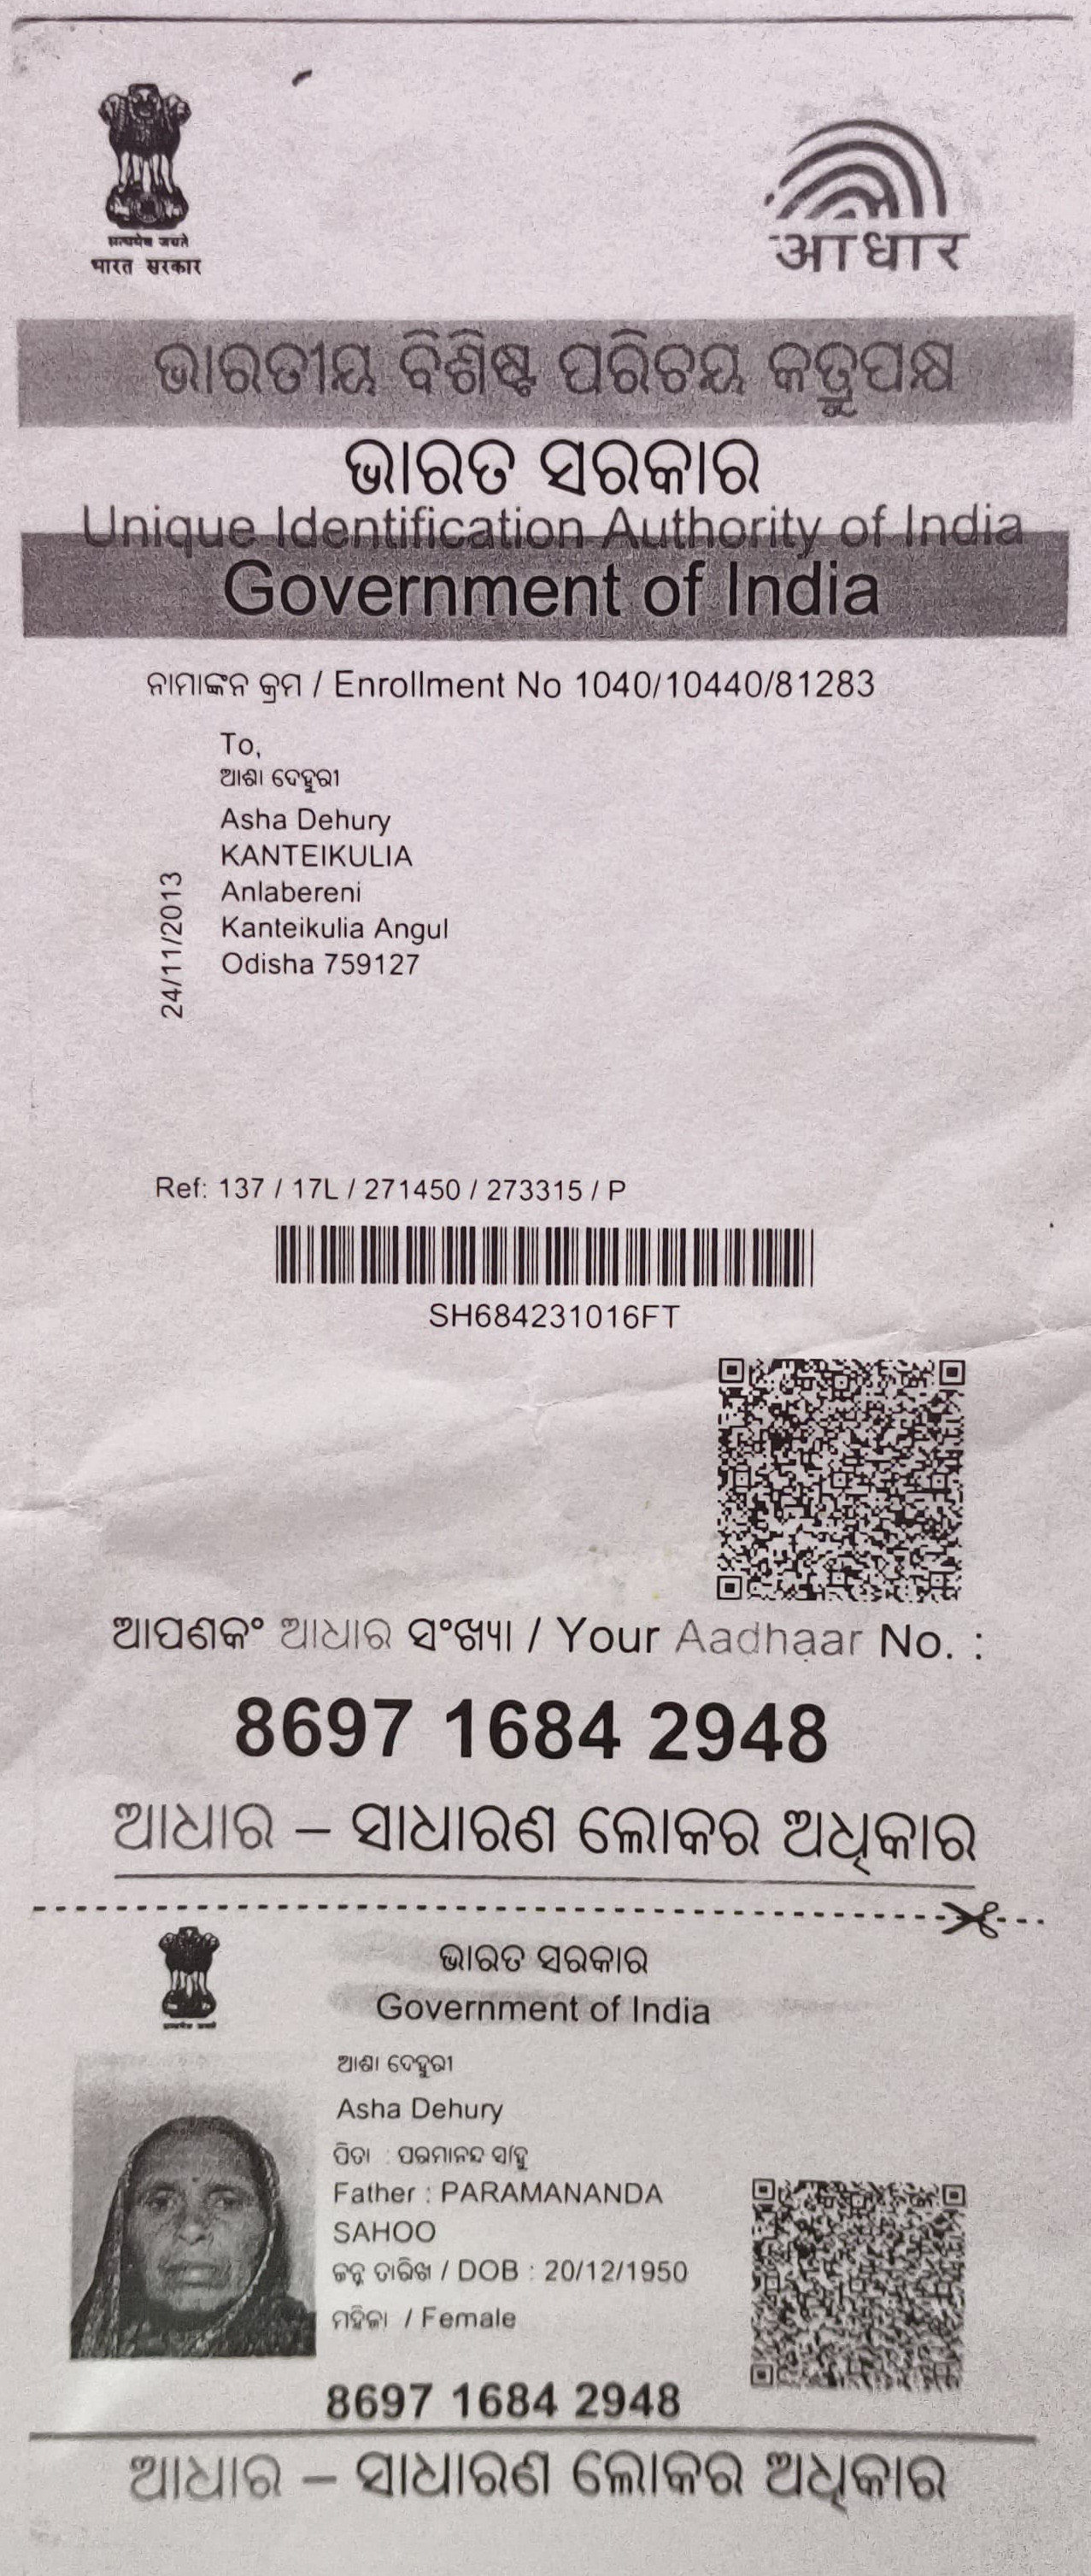 सत्यमेव जयते
भारत सरकार
आधार
ଭାରତୀୟ ବିଶିଷ୍ଟ ପରିଚୟ କତ୍ତୃପକ୍ଷ
ଭାରତ ସରକାର
Unique Identification Authority of India
Government of India
ନାମାଙ୍କନ କ୍ରମ / Enrollment No 1040/10440/81283
To,
ଆଶା ଦେହୁରୀ
Asha Dehury
KANTEIKULIA
Anlabereni
Kanteikulia Angul
Odisha 759127
24/11/2013
Ref: 137 / 17L / 271450 / 273315 / P
SH684231016FT
ଆପଣକଂ ଆଧାର ସଂଖ୍ୟା / Your Aadhaar No. :
8697 1684 2948
ଆଧାର – ସାଧାରଣ ଲୋକର ଅଧିକାର
ଭାରତ ସରକାର
Government of India
ଆଶା ଦେହୁରୀ
Asha Dehury
ପିତା : ପରମାନନ୍ଦ ସାହୁ
Father : PARAMANANDA
SAHOO
ଜନ୍ମ ତାରିଖ / DOB : 20/12/1950
ମହିଳା / Female
8697 1684 2948
ଆଧାର – ସାଧାରଣ ଲୋକର ଅଧିକାର